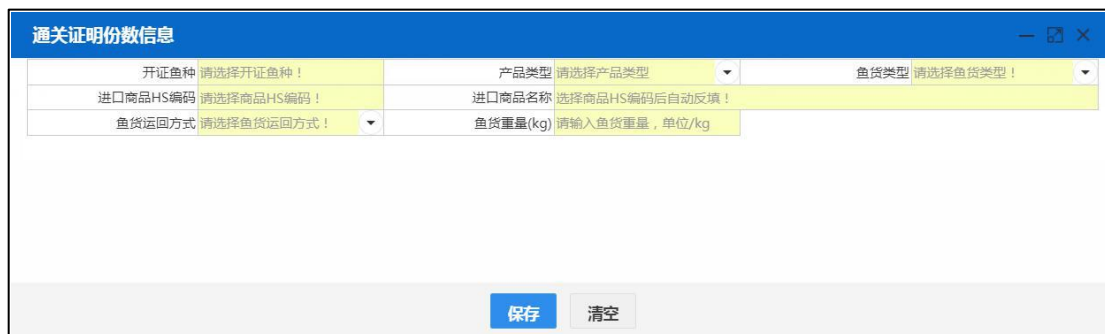 通关证明份数信息
开证鱼种 请选择开证鱼种！ 产品类型 请选择产品类型 鱼货类型 请选择鱼货类型！
进口商品HS编码 请选择商品HS编码！ 进口商品名称 选择商品HS编码后自动反填！
鱼货运回方式 请选择鱼货运回方式！ 鱼货重量(kg) 请输入鱼货重量，单位/kg
保存 清空